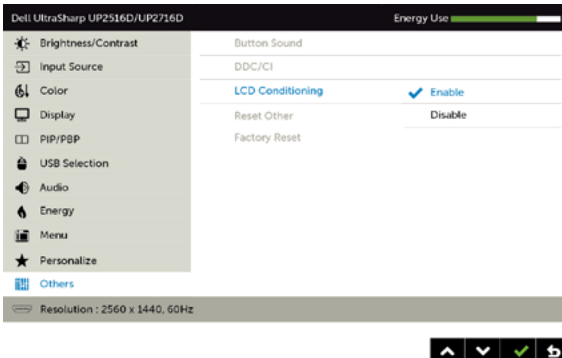 Dell UltraSharp UP2516D/UP2716D Energy Use
Brightness/Contrast Button Sound
Input Source DDC/CI
Color LCD Conditioning Enable
Display Reset Other Disable
PIP/PBP Factory Reset
USB Selection
Audio
Energy
Menu
Personalize
Others
Resolution : 2560 x 1440, 60Hz